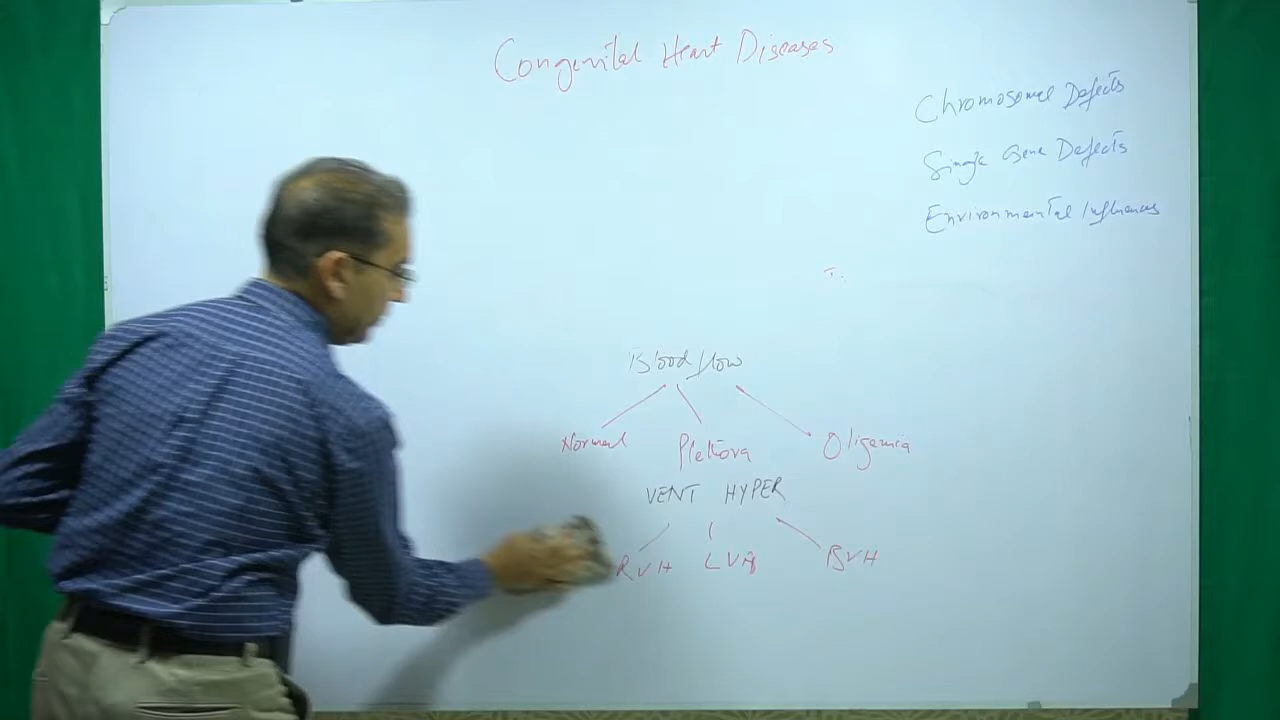 Congenital Heart Diseases
Chromosomal Defects
Single Gene Defects
Environmental Influences
Blood flow
Normal Plethora Oligemia
VENT HYPER
RVH LVH BVH